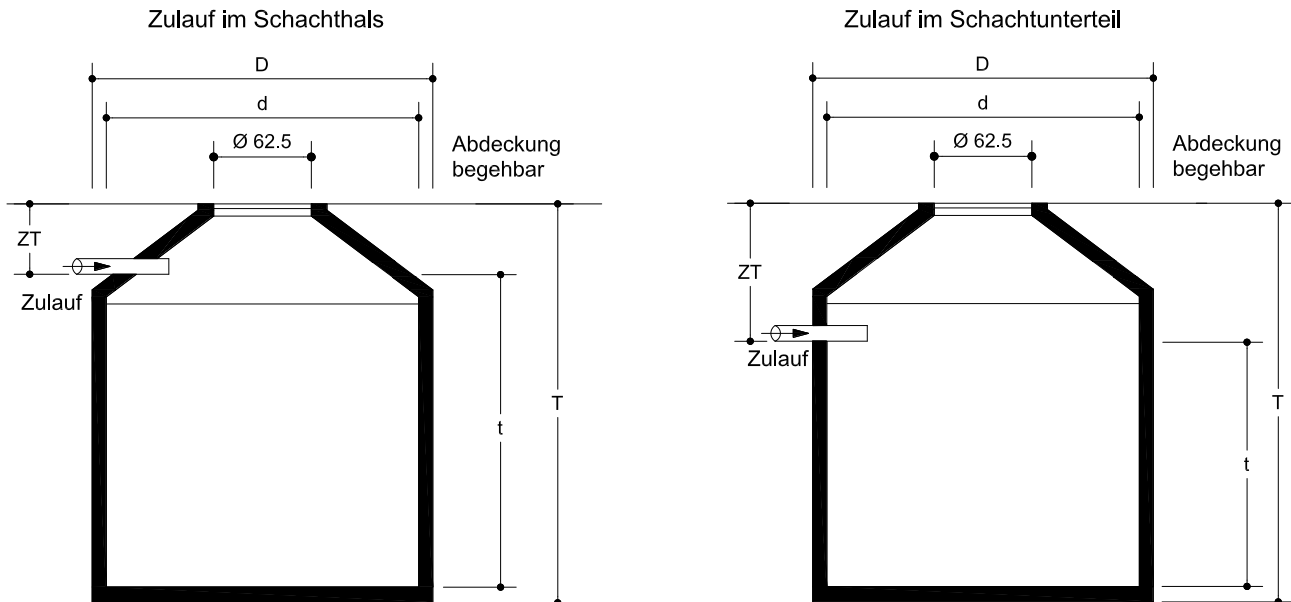 Zulauf im Schachthals
D
d
Ø 62.5
Abdeckung
begehbar
ZT
Zulauf
T
t
Zulauf im Schachtunterteil
D
d
Ø 62.5
Abdeckung
begehbar
ZT
Zulauf
T
t